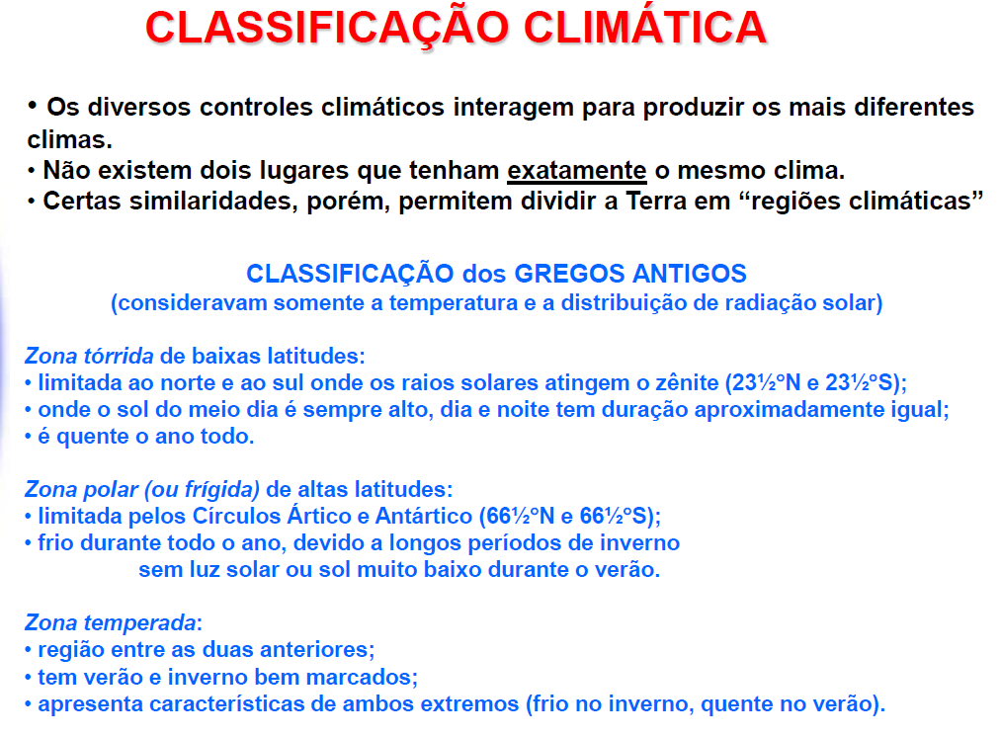 CLASSIFICAÇÃO CLIMÁTICA
• Os diversos controles climáticos interagem para produzir os mais diferentes
climas.
• Não existem dois lugares que tenham exatamente o mesmo clima.
• Certas similaridades, porém, permitem dividir a Terra em “regiões climáticas”
CLASSIFICAÇÃO dos GREGOS ANTIGOS
(consideravam somente a temperatura e a distribuição de radiação solar)
Zona tórrida de baixas latitudes:
• limitada ao norte e ao sul onde os raios solares atingem o zênite (23½ºN e 23½ºS);
• onde o sol do meio dia é sempre alto, dia e noite tem duração aproximadamente igual;
• é quente o ano todo.
Zona polar (ou frígida) de altas latitudes:
• limitada pelos Círculos Ártico e Antártico (66½ºN e 66½ºS);
• frio durante todo o ano, devido a longos períodos de inverno
sem luz solar ou sol muito baixo durante o verão.
Zona temperada:
• região entre as duas anteriores;
• tem verão e inverno bem marcados;
• apresenta características de ambos extremos (frio no inverno, quente no verão).